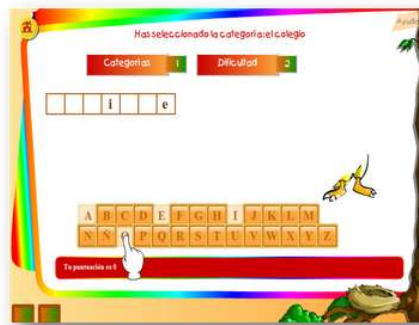 Has seleccionado la categoría: el colegio
Categorías 1 Dificultad 2
i e
A B C D E F G H I J K L M
N Ñ O P Q R S T U V W X Y Z
Tu puntuación es 0